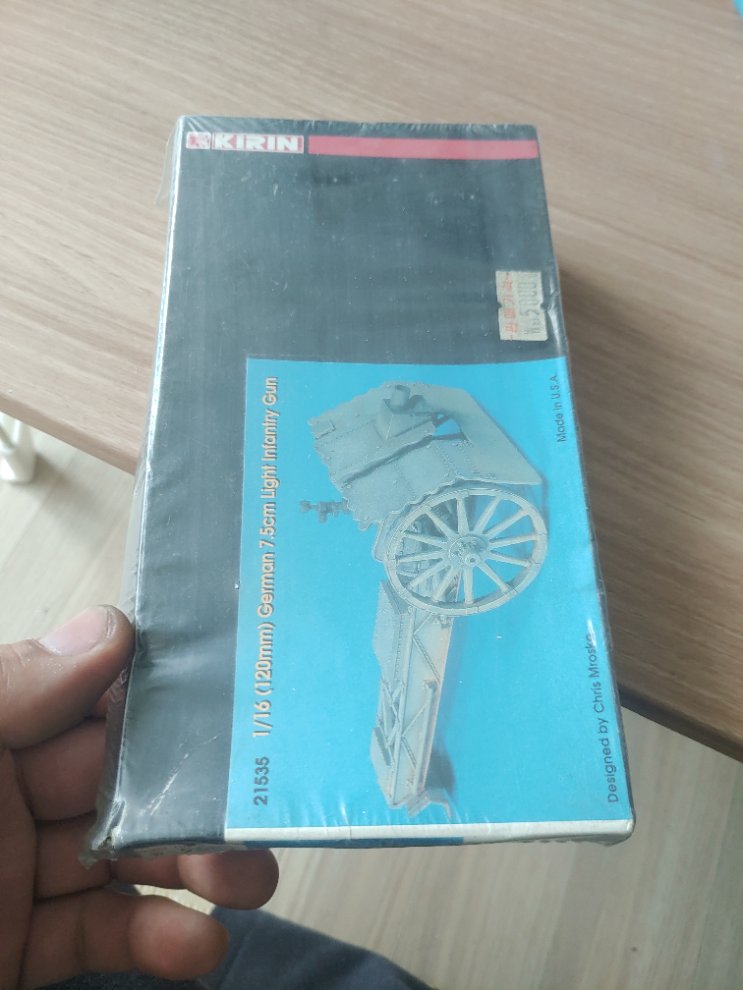 KIRIN
21535 1/16 (120mm) German 7.5cm Light Infantry Gun
Made in U.S.A.
Designed by Chris Mrosko